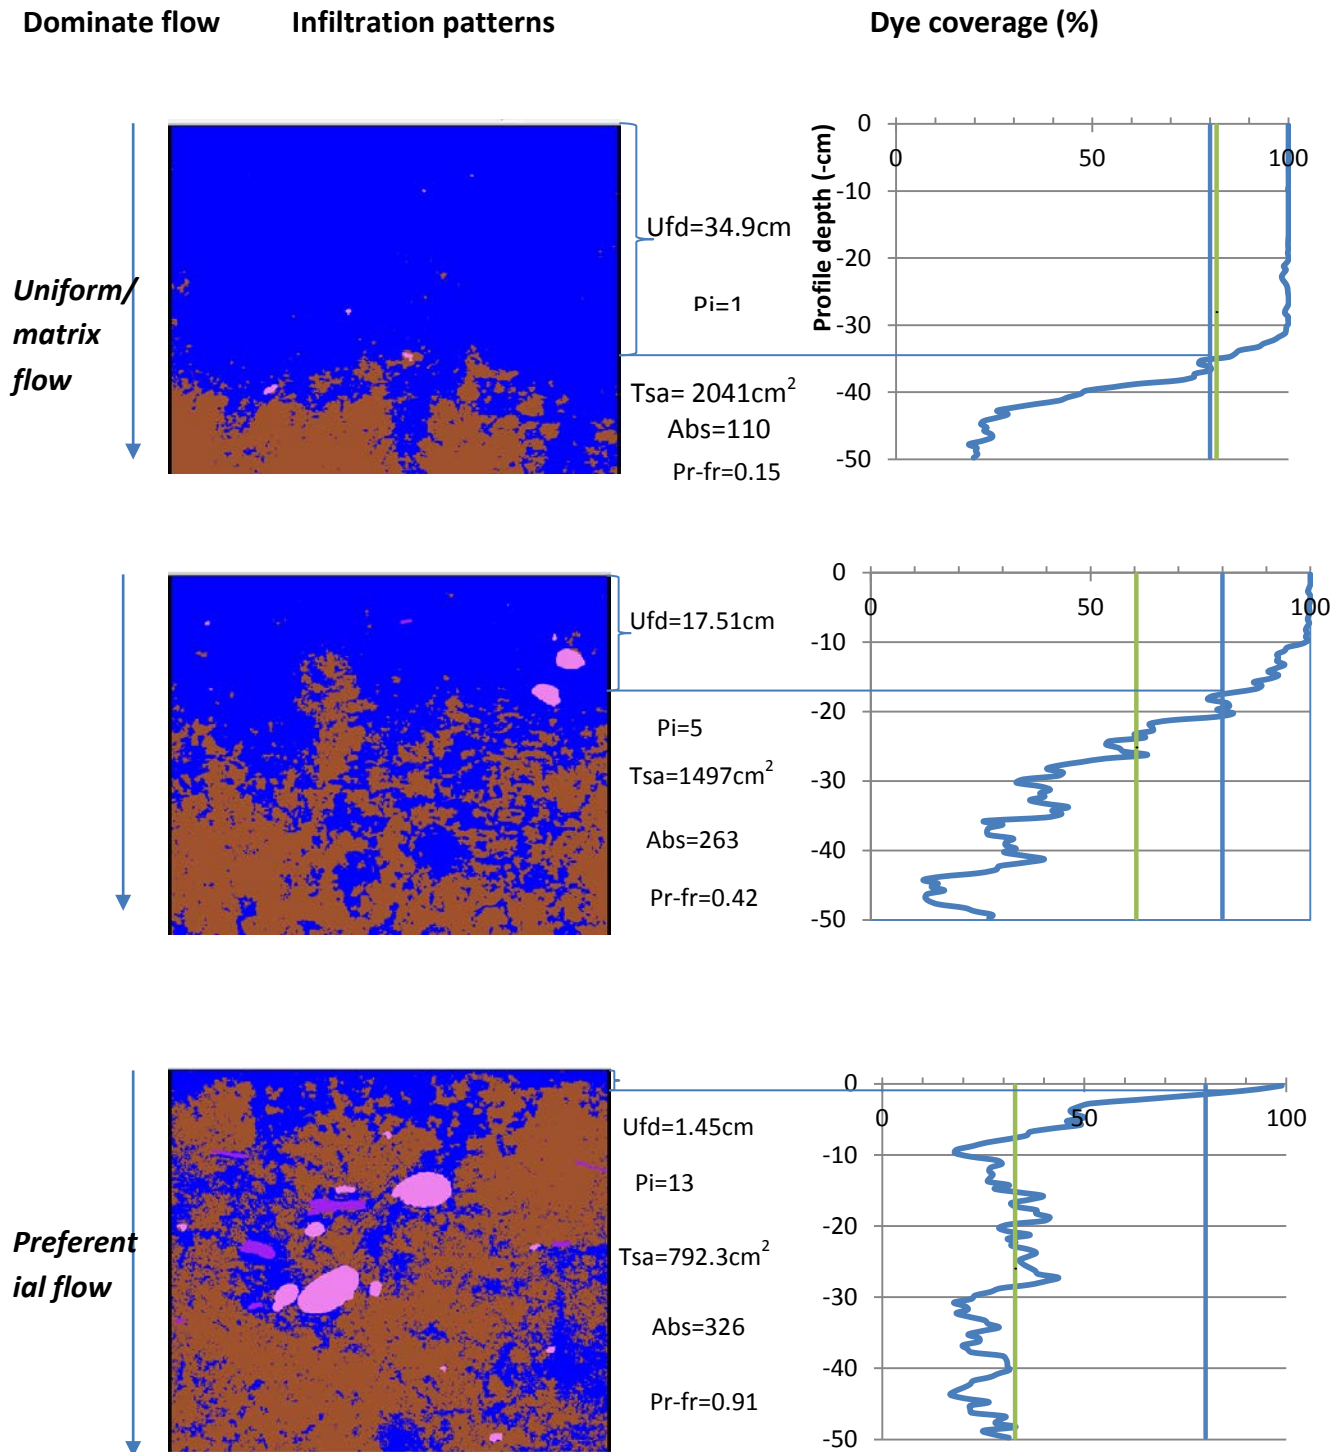 Dominate flow Infiltration patterns Dye coverage (%)
Uniform/
matrix
flow
Ufd=34.9cm
Pi=1
Tsa= 2041cm²
Abs=110
Pr-fr=0.15
Profile depth (-cm)
0
0 50 100
-10
-20
-30
-40
-50
Ufd=17.51cm
Pi=5
Tsa=1497cm²
Abs=263
Pr-fr=0.42
0
0 50 100
-10
-20
-30
-40
-50
Preferent
ial flow
Ufd=1.45cm
Pi=13
Tsa=792.3cm²
Abs=326
Pr-fr=0.91
0
0 50 100
-10
-20
-30
-40
-50